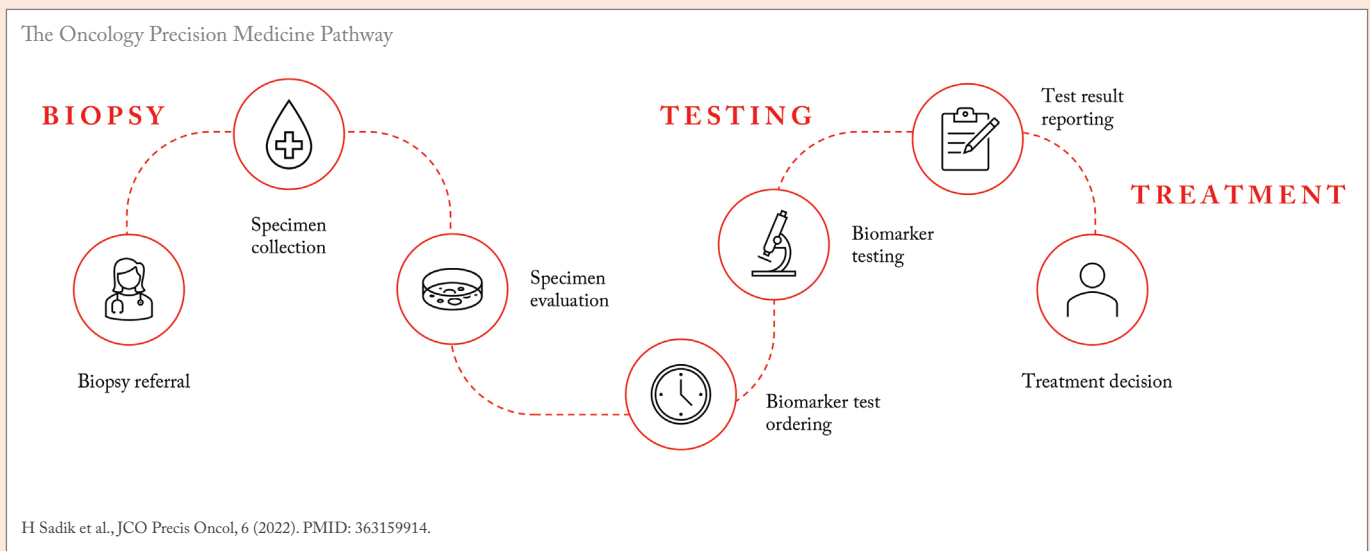 The Oncology Precision Medicine Pathway
BIOPSY
Biopsy referral
Specimen
collection
Specimen
evaluation
TESTING
Biomarker test
ordering
Biomarker
testing
Test result
reporting
TREATMENT
Treatment decision
H Sadik et al., JCO Precis Oncol, 6 (2022). PMID: 363159914.